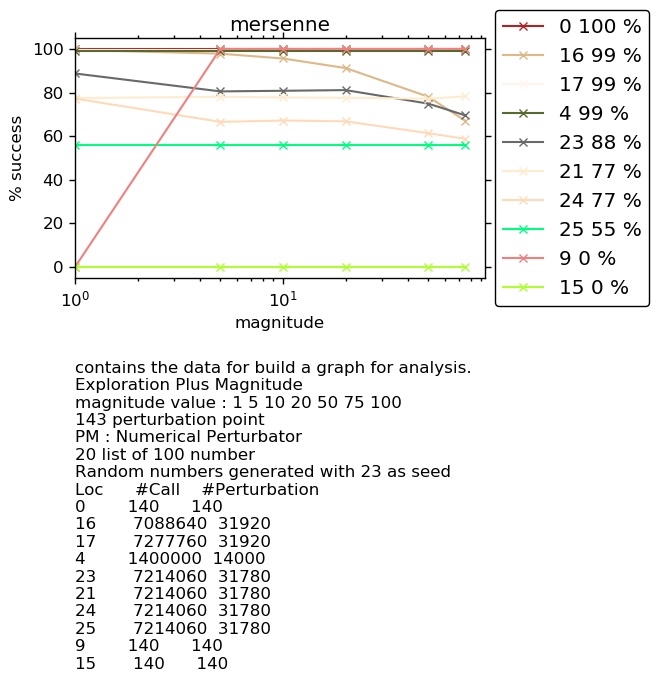 mersenne
100
80
60
40
20
0
% success
10^0
10^1
magnitude
0 100 %
16 99 %
17 99 %
4 99 %
23 88 %
21 77 %
24 77 %
25 55 %
9 0 %
15 0 %
contains the data for build a graph for analysis.
Exploration Plus Magnitude
magnitude value : 1 5 10 20 50 75 100
143 perturbation point
PM : Numerical Perturbator
20 list of 100 number
Random numbers generated with 23 as seed
Loc #Call #Perturbation
0 140 140
16 7088640 31920
17 7277760 31920
4 1400000 14000
23 7214060 31780
21 7214060 31780
24 7214060 31780
25 7214060 31780
9 140 140
15 140 140